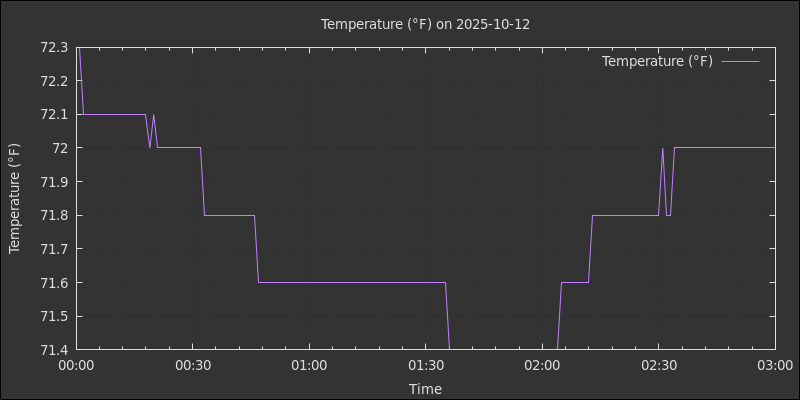 Temperature (°F) on 2025-10-12
Temperature (°F)
72.3
72.2
72.1
72
71.9
71.8
71.7
71.6
71.5
71.4
Temperature (°F)
00:00 00:30 01:00 01:30 02:00 02:30 03:00
Time